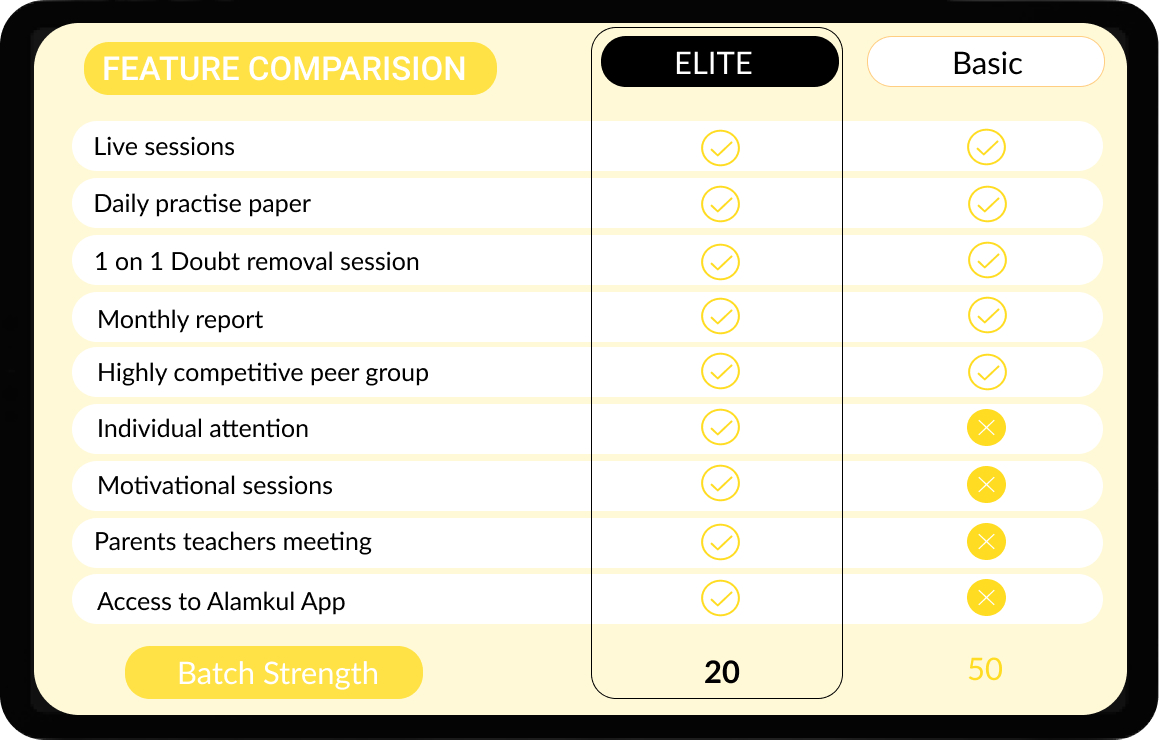 FEATURE COMPARISION ELITE Basic
Live sessions
Daily practise paper
1 on 1 Doubt removal session
Monthly report
Highly competitive peer group
Individual attention
Motivational sessions
Parents teachers meeting
Access to Alamkul App
Batch Strength 20 50